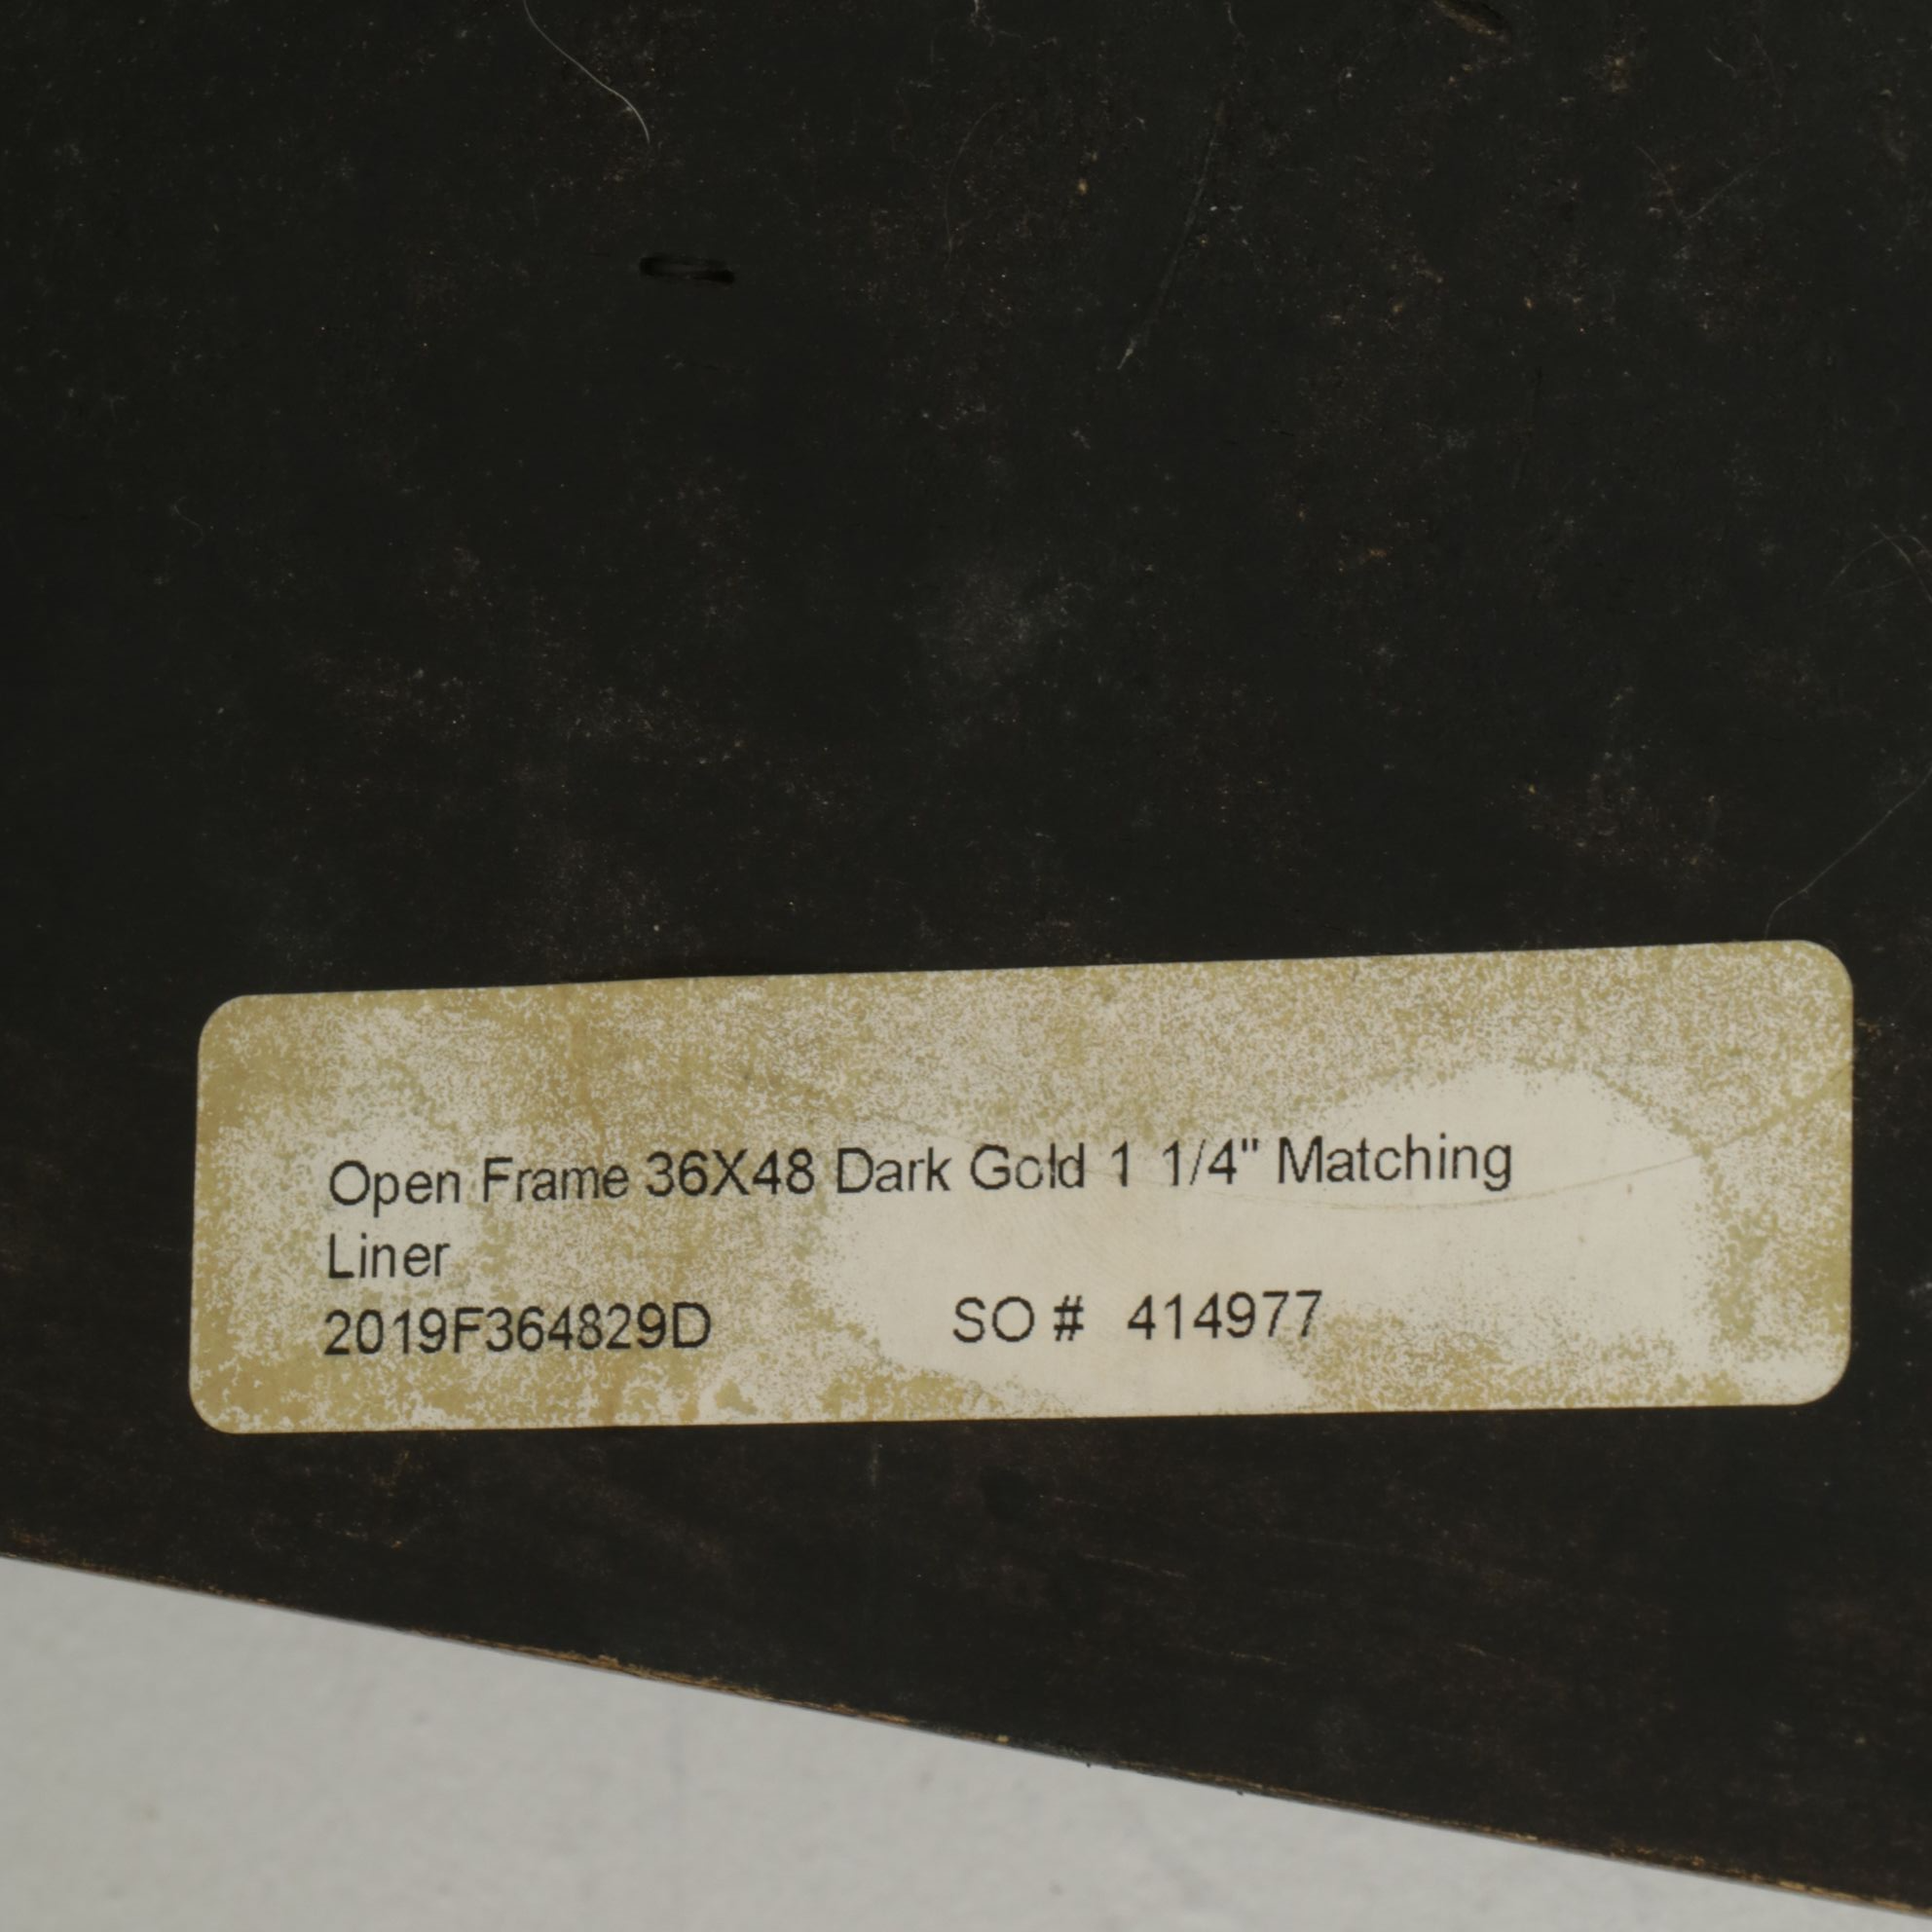 Open Frame 36X48 Dark Gold 1 1/4" Matching
Liner
2019F364829D SO # 414977